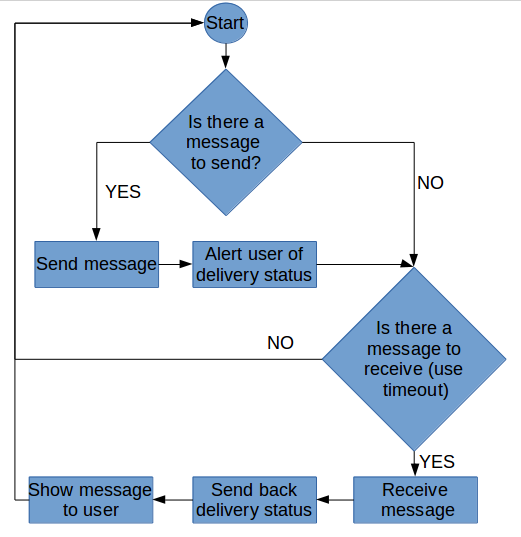 Start
Is there a
message
to send?
YES
NO
Send message
Alert user of
delivery status
Is there a
message to
receive (use
timeout)
NO
YES
Show message
to user
Send back
delivery status
Receive
message